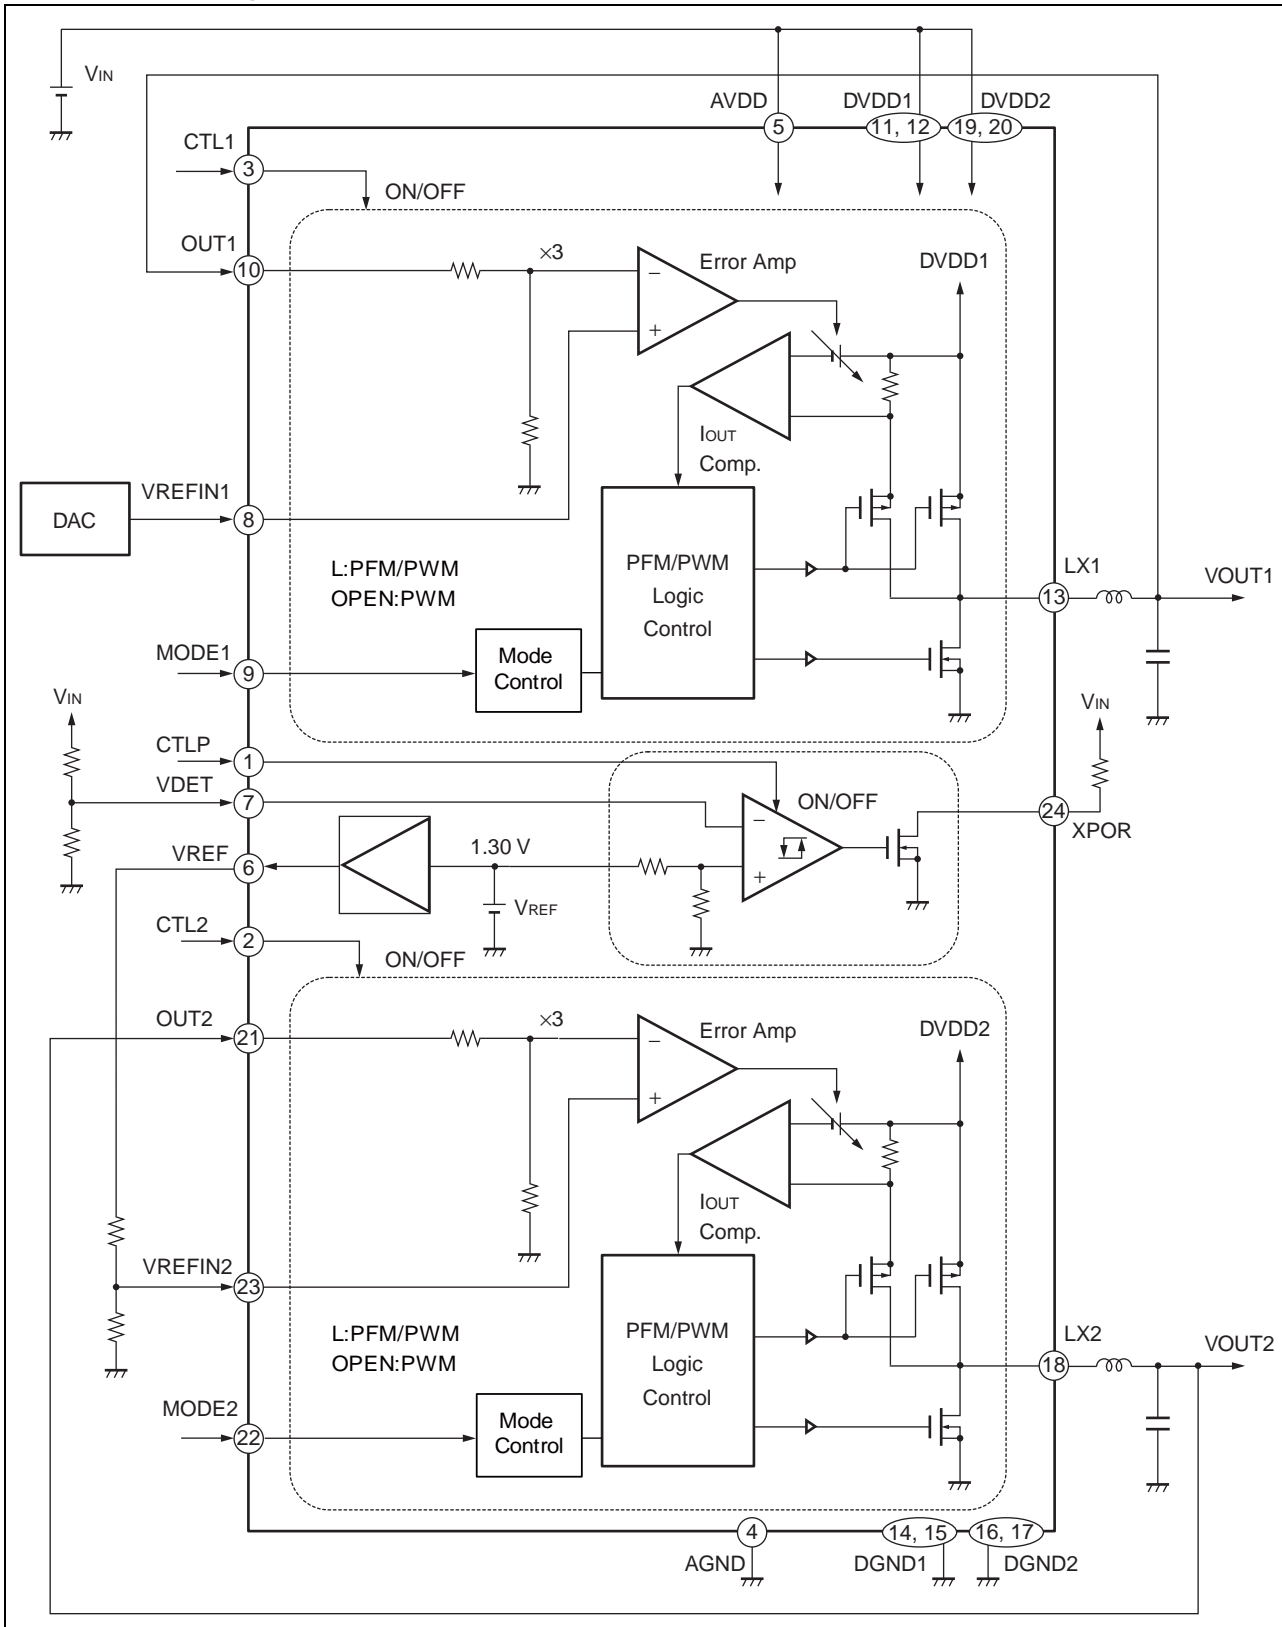 VIN
AVDD
DVDD1
DVDD2
5
11, 12
19, 20
CTL1
3
ON/OFF
OUT1
10
×3
Error Amp
DVDD1
−
+
IOUT
Comp.
DAC
VREFIN1
8
L:PFM/PWM
OPEN:PWM
PFM/PWM
Logic
Control
LX1
13
VOUT1
MODE1
9
Mode
Control
VIN
VIN
CTLP
1
VDET
7
ON/OFF
−
+
24
XPOR
VREF
6
1.30 V
VREF
CTL2
2
ON/OFF
OUT2
21
×3
Error Amp
DVDD2
−
+
IOUT
Comp.
VREFIN2
23
L:PFM/PWM
OPEN:PWM
PFM/PWM
Logic
Control
LX2
18
VOUT2
MODE2
22
Mode
Control
4
14, 15
16, 17
AGND
DGND1
DGND2